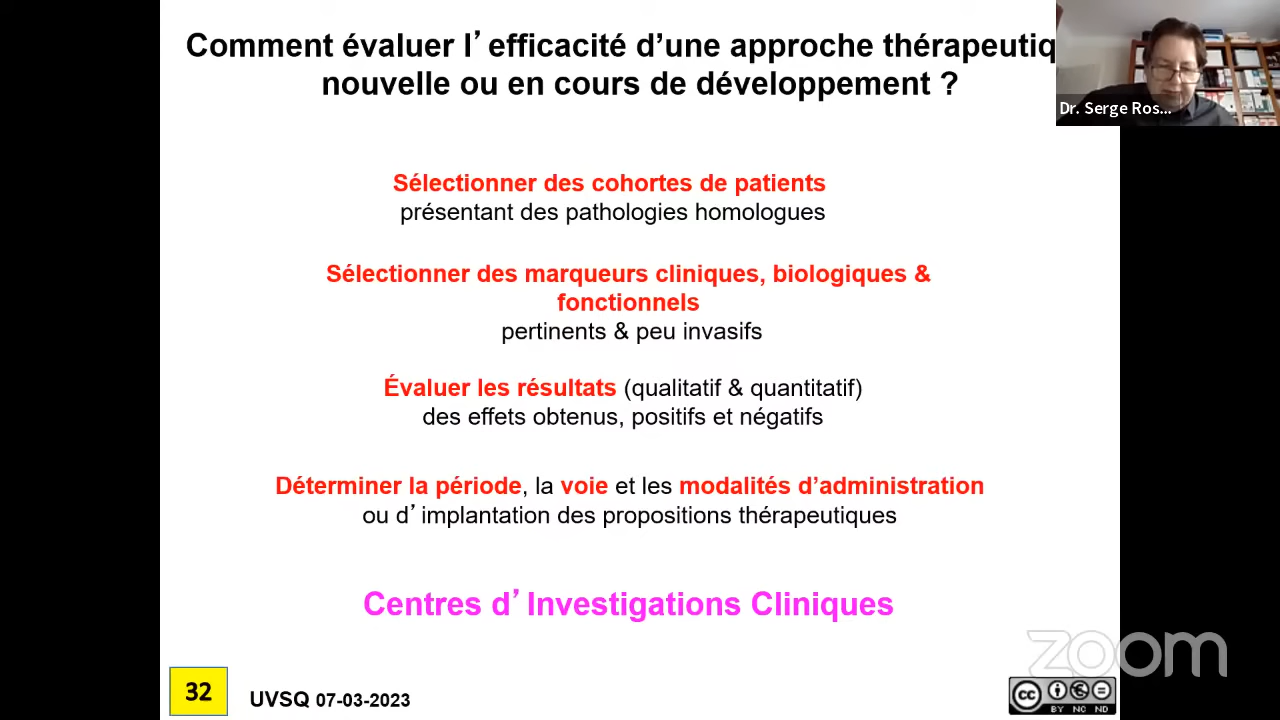 Comment évaluer l’efficacité d’une approche thérapeutiq
nouvelle ou en cours de développement ?
Dr. Serge Ros...
Sélectionner des cohortes de patients
présentant des pathologies homologues
Sélectionner des marqueurs cliniques, biologiques &
fonctionnels
pertinents & peu invasifs
Évaluer les résultats (qualitatif & quantitatif)
des effets obtenus, positifs et négatifs
Déterminer la période, la voie et les modalités d’administration
ou d’implantation des propositions thérapeutiques
Centres d’Investigations Cliniques
zoom
32
UVSQ 07-03-2023
cc
BY NC ND